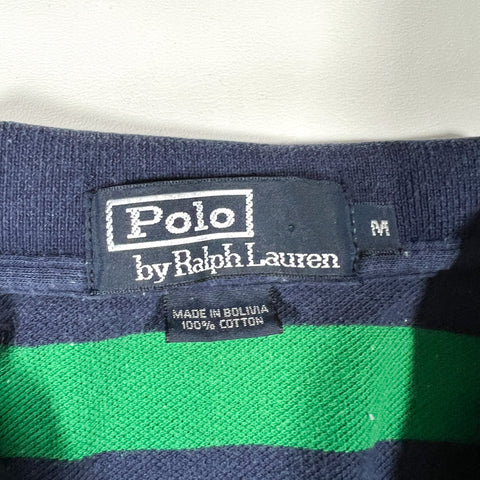 Polo
by Ralph Lauren
M
MADE IN BOLIVIA
100% COTTON